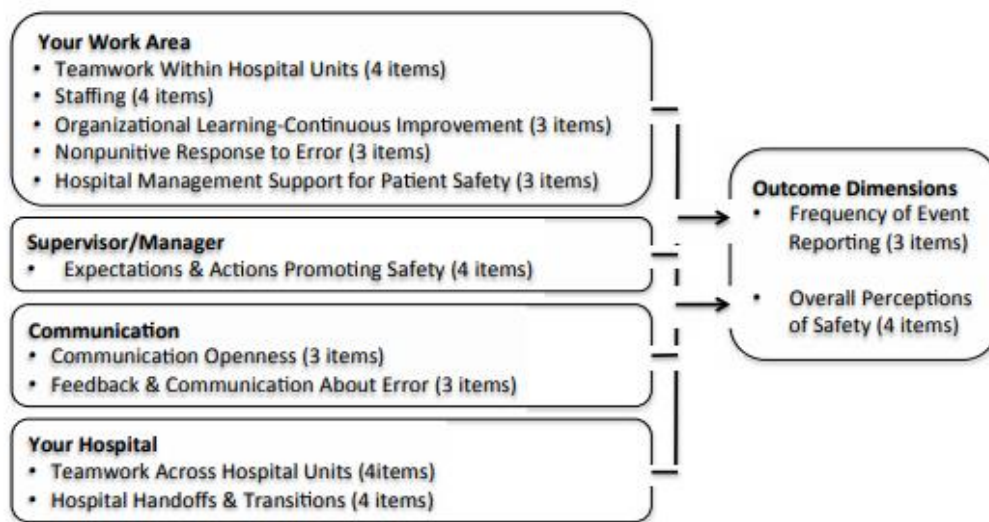 Your Work Area
• Teamwork Within Hospital Units (4 items)
• Staffing (4 items)
• Organizational Learning-Continuous Improvement (3 items)
• Nonpunitive Response to Error (3 items)
• Hospital Management Support for Patient Safety (3 items)
Supervisor/Manager
• Expectations & Actions Promoting Safety (4 items)
Communication
• Communication Openness (3 items)
• Feedback & Communication About Error (3 items)
Your Hospital
• Teamwork Across Hospital Units (4items)
• Hospital Handoffs & Transitions (4 items)
Outcome Dimensions
• Frequency of Event
Reporting (3 items)
• Overall Perceptions
of Safety (4 items)